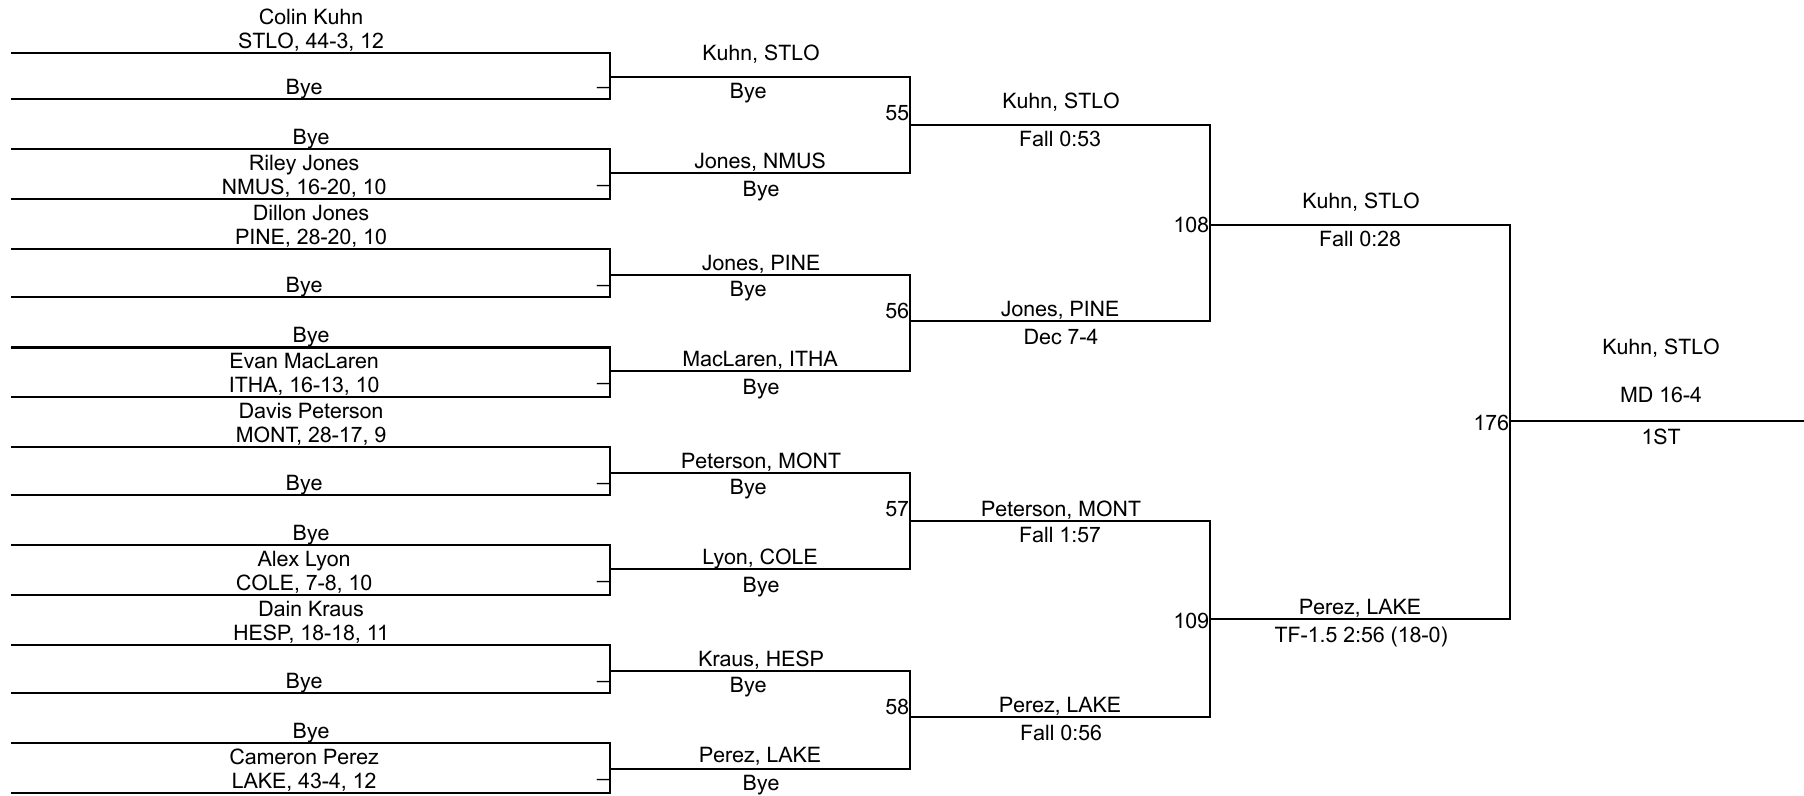 Colin Kuhn
STLO, 44-3, 12
Bye
Bye
Riley Jones
NMUS, 16-20, 10
Dillon Jones
PINE, 28-20, 10
Bye
Bye
Evan MacLaren
ITHA, 16-13, 10
Davis Peterson
MONT, 28-17, 9
Bye
Bye
Alex Lyon
COLE, 7-8, 10
Dain Kraus
HESP, 18-18, 11
Bye
Bye
Cameron Perez
LAKE, 43-4, 12
Kuhn, STLO
Bye
55
Jones, NMUS
Bye
Jones, PINE
Bye
56
MacLaren, ITHA
Bye
Peterson, MONT
Bye
57
Lyon, COLE
Bye
Kraus, HESP
Bye
58
Perez, LAKE
Bye
Kuhn, STLO
Fall 0:53
108
Jones, PINE
Dec 7-4
Peterson, MONT
Fall 1:57
109
Perez, LAKE
Fall 0:56
Kuhn, STLO
Fall 0:28
176
Perez, LAKE
TF-1.5 2:56 (18-0)
Kuhn, STLO
MD 16-4
1ST